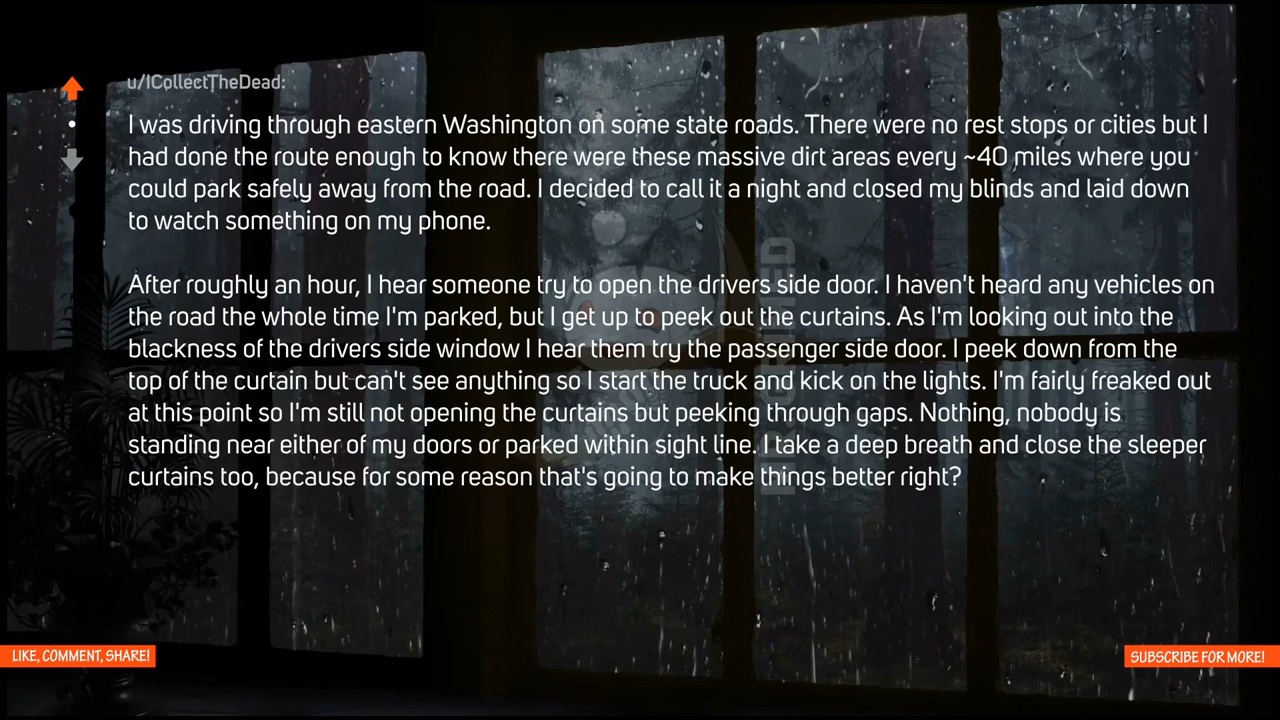 u/ICollectTheDead:
I was driving through eastern Washington on some state roads. There were no rest stops or cities but I
had done the route enough to know there were these massive dirt areas every ~40 miles where you
could park safely away from the road. I decided to call it a night and closed my blinds and laid down
to watch something on my phone.
After roughly an hour, I hear someone try to open the drivers side door. I haven't heard any vehicles on
the road the whole time I'm parked, but I get up to peek out the curtains. As I'm looking out into the
blackness of the drivers side window I hear them try the passenger side door. I peek down from the
top of the curtain but can't see anything so I start the truck and kick on the lights. I'm fairly freaked out
at this point so I'm still not opening the curtains but peeking through gaps. Nothing, nobody is
standing near either of my doors or parked within sight line. I take a deep breath and close the sleeper
curtains too, because for some reason that's going to make things better right?
LIKE, COMMENT, SHARE!
SUBSCRIBE FOR MORE!